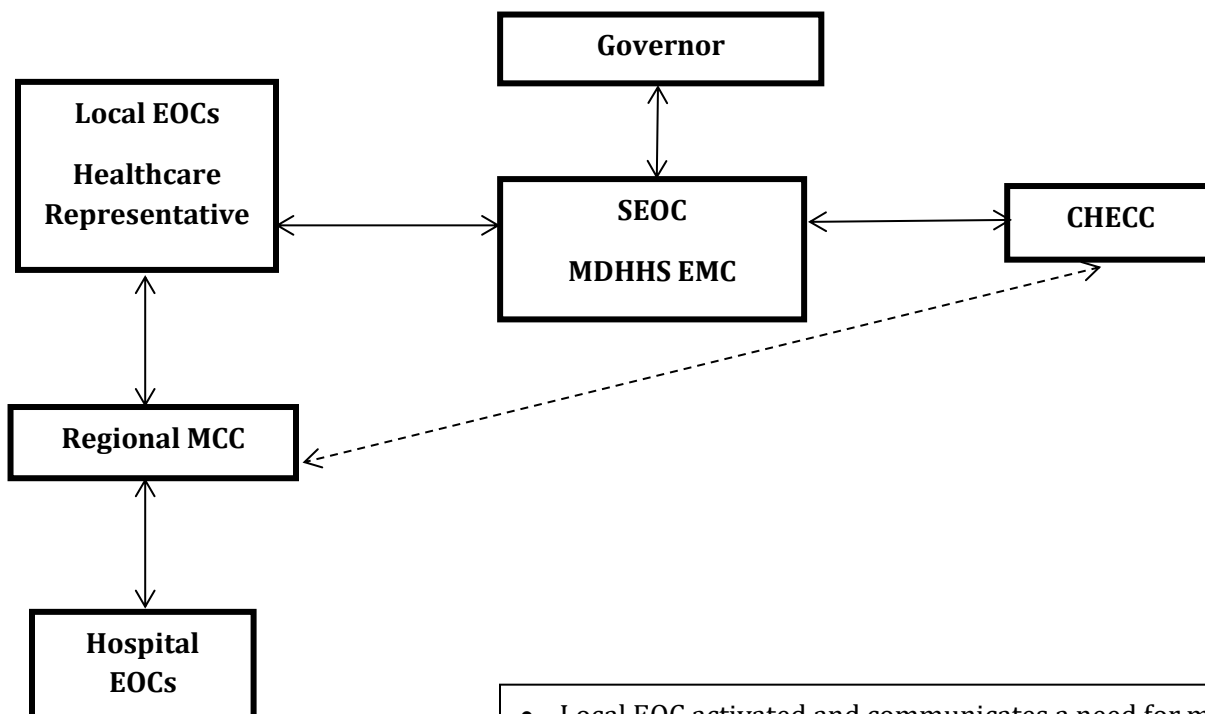 Governor
Local EOCs
Healthcare
Representative
SEOC
MDHHS EMC
CHECC
Regional MCC
Hospital
EOCs
• Local EOC activated and communicates a need for m